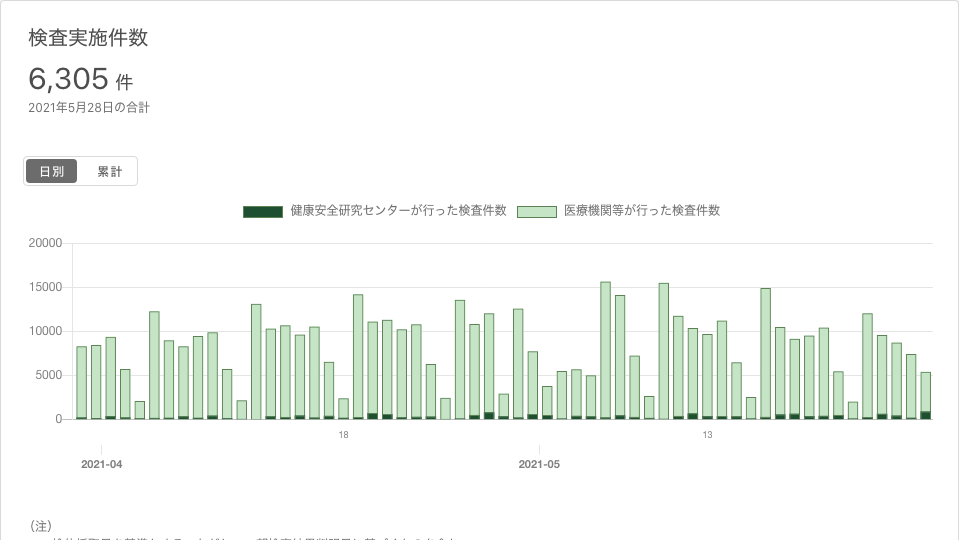 検査実施件数
6,305 件
2021年5月28日の合計
日別 累計
健康安全研究センターが行った検査件数 医療機関等が行った検査件数
20000
15000
10000
5000
0
18 13
2021-04 2021-05
（注）